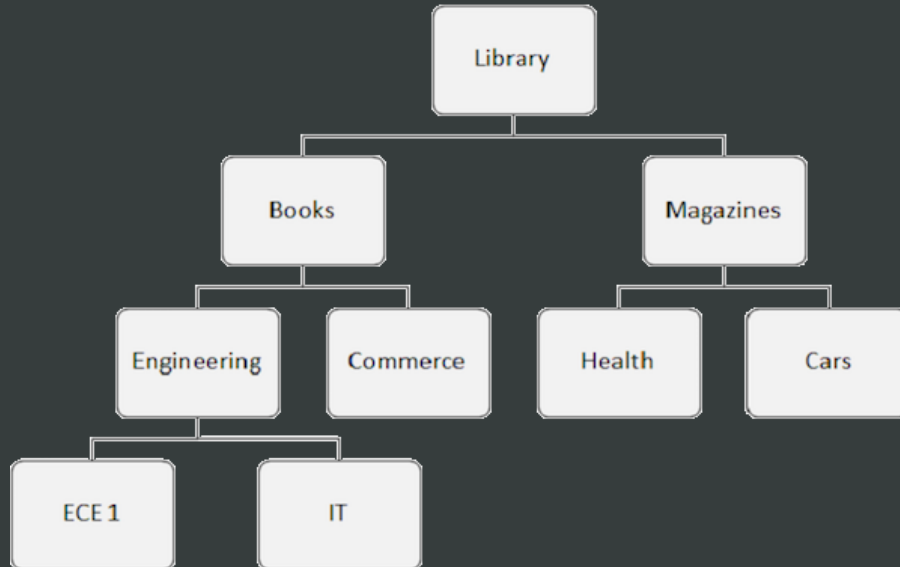 Library
Books
Magazines
Engineering
Commerce
Health
Cars
ECE 1
IT